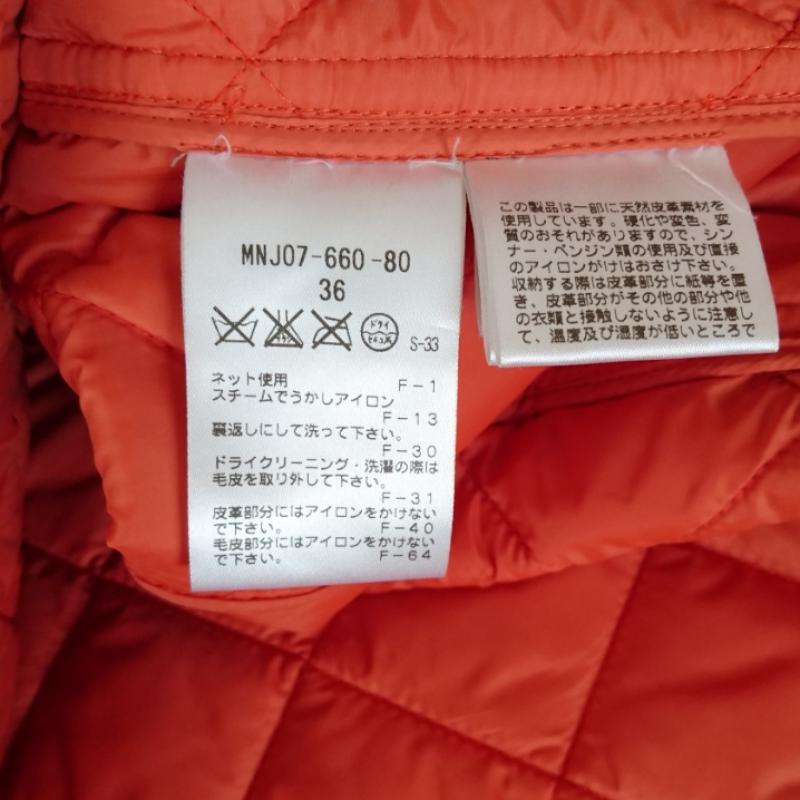 MNJ07-660-80
36
ドライ
セキユ系
S-33
ネット使用 F-1
スチームでうかしアイロン
F-13
裏返しにして洗って下さい。
F-30
ドライクリーニング・洗濯の際は
毛皮を取り外して下さい。
F-31
皮革部分にはアイロンをかけない
で下さい。 F-40
毛皮部分にはアイロンをかけない
で下さい。 F-64
この製品は一部に天然皮革素材を
使用しています。硬化や変色、変
質のおそれがありますので、シン
ナー・ベンジン類の使用及び直接
のアイロンがけはおさけ下さい。
収納する際は皮革部分に紙等を置
き、皮革部分がその他の部分や他
の衣類と接触しないように注意し
て、温度及び湿度が低いところで